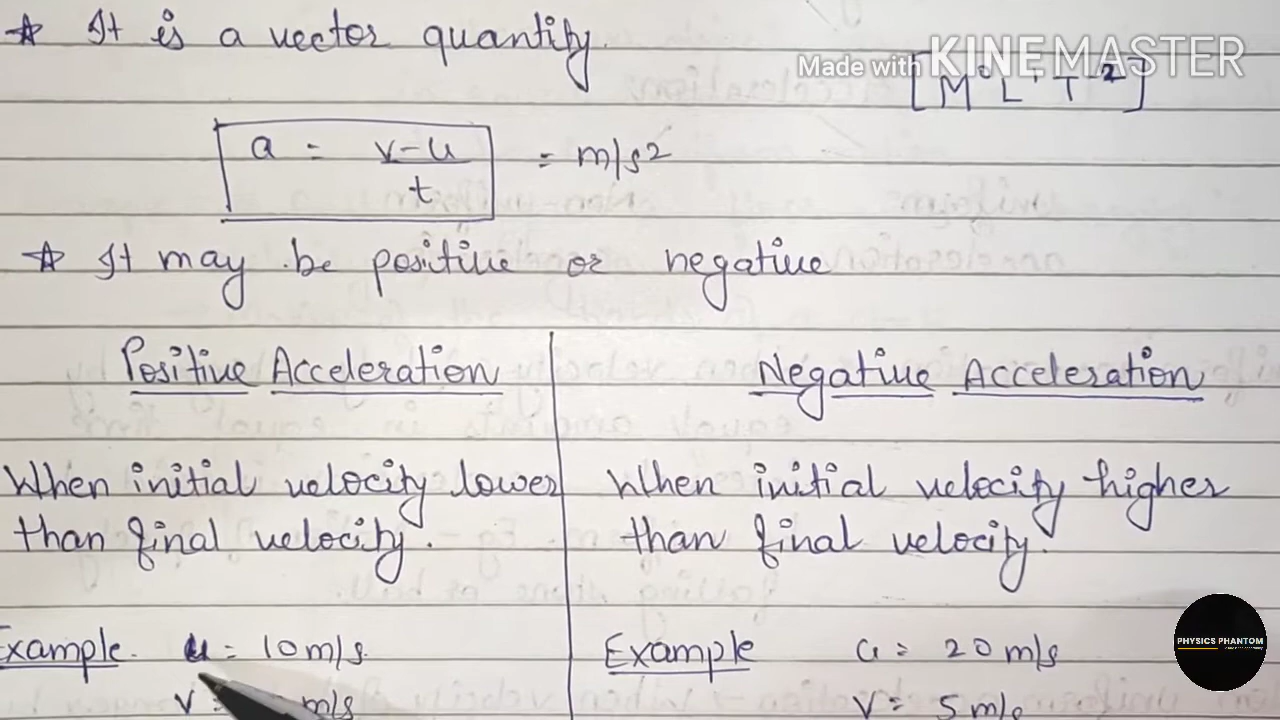 ☆ It is a vector quantity.
Made with KINEMASTER
[M⁰L¹T⁻²]
a = v-u / t = m/s²
☆ It may be positive or negative
Positive Acceleration
When initial velocity lower
than final velocity.
Example. u = 10 m/s.
v = m/s
Negative Acceleration
When initial velocity higher
than final velocity.
Example u = 20 m/s
v = 5 m/s
PHYSICS PHANTOM